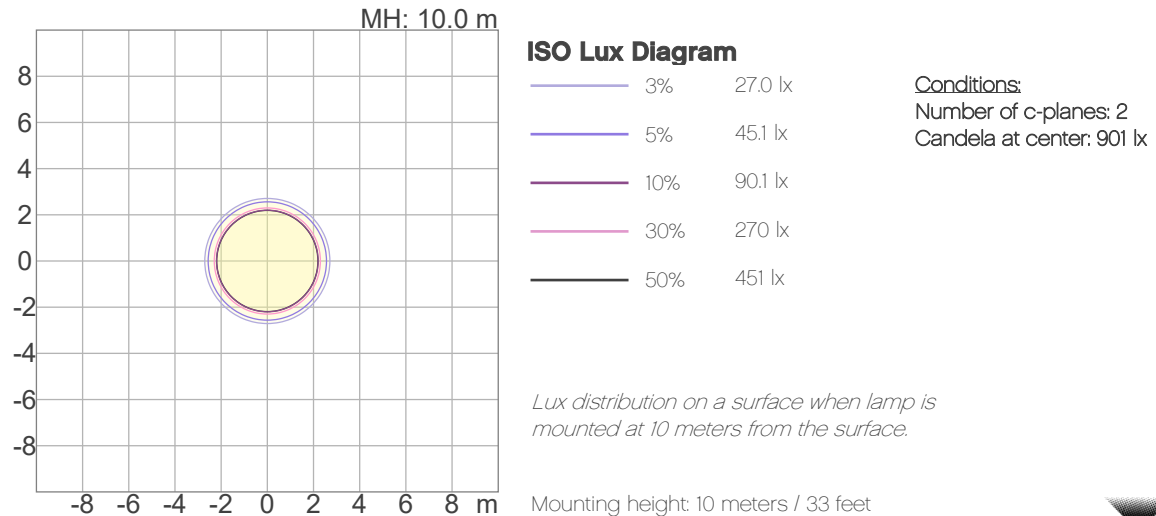 MH: 10.0 m
8
6
4
2
0
-2
-4
-6
-8
-8 -6 -4 -2 0 2 4 6 8 m
ISO Lux Diagram
3% 27.0 lx
5% 45.1 lx
10% 90.1 lx
30% 270 lx
50% 451 lx
Conditions:
Number of c-planes: 2
Candela at center: 901 lx
Lux distribution on a surface when lamp is
mounted at 10 meters from the surface.
Mounting height: 10 meters / 33 feet